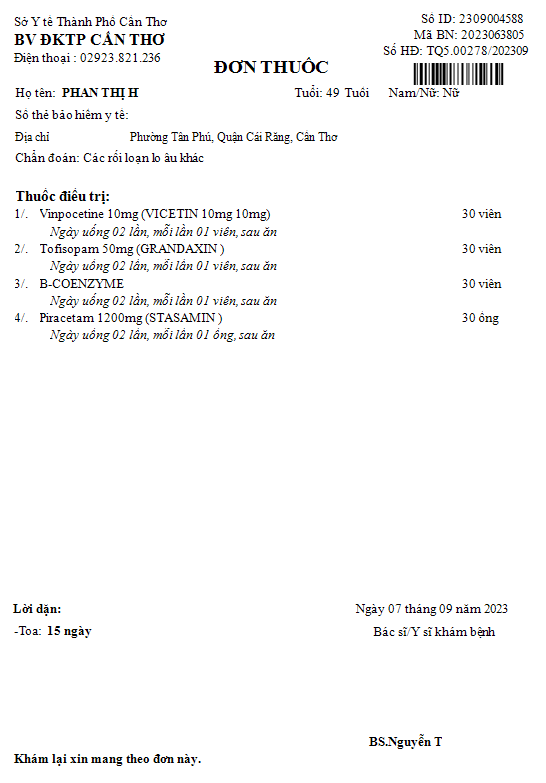 Sở Y tế Thành Phố Cần Thơ
BV ĐKTP CẦN THƠ
Điện thoại : 02923.821.236
Số ID: 2309004588
Mã BN: 2023063805
Số HĐ: TQ5.00278/202309
ĐƠN THUỐC
Họ tên: PHAN THỊ H Tuổi: 49 Tuổi Nam/Nữ: Nữ
Số thẻ bảo hiểm y tế:
Địa chỉ Phường Tân Phú, Quận Cái Răng, Cần Thơ
Chẩn đoán: Các rối loạn lo âu khác
Thuốc điều trị:
1/. Vinpocetine 10mg (VICETIN 10mg 10mg) 30 viên
Ngày uống 02 lần, mỗi lần 01 viên, sau ăn
2/. Tofisopam 50mg (GRANDAXIN ) 30 viên
Ngày uống 02 lần, mỗi lần 01 viên, sau ăn
3/. B-COENZYME 30 viên
Ngày uống 02 lần, mỗi lần 01 viên, sau ăn
4/. Piracetam 1200mg (STASAMIN ) 30 ống
Ngày uống 02 lần, mỗi lần 01 ống, sau ăn
Lời dặn: Ngày 07 tháng 09 năm 2023
-Toa: 15 ngày Bác sĩ/Y sĩ khám bệnh
BS.Nguyễn T
Khám lại xin mang theo đơn này.